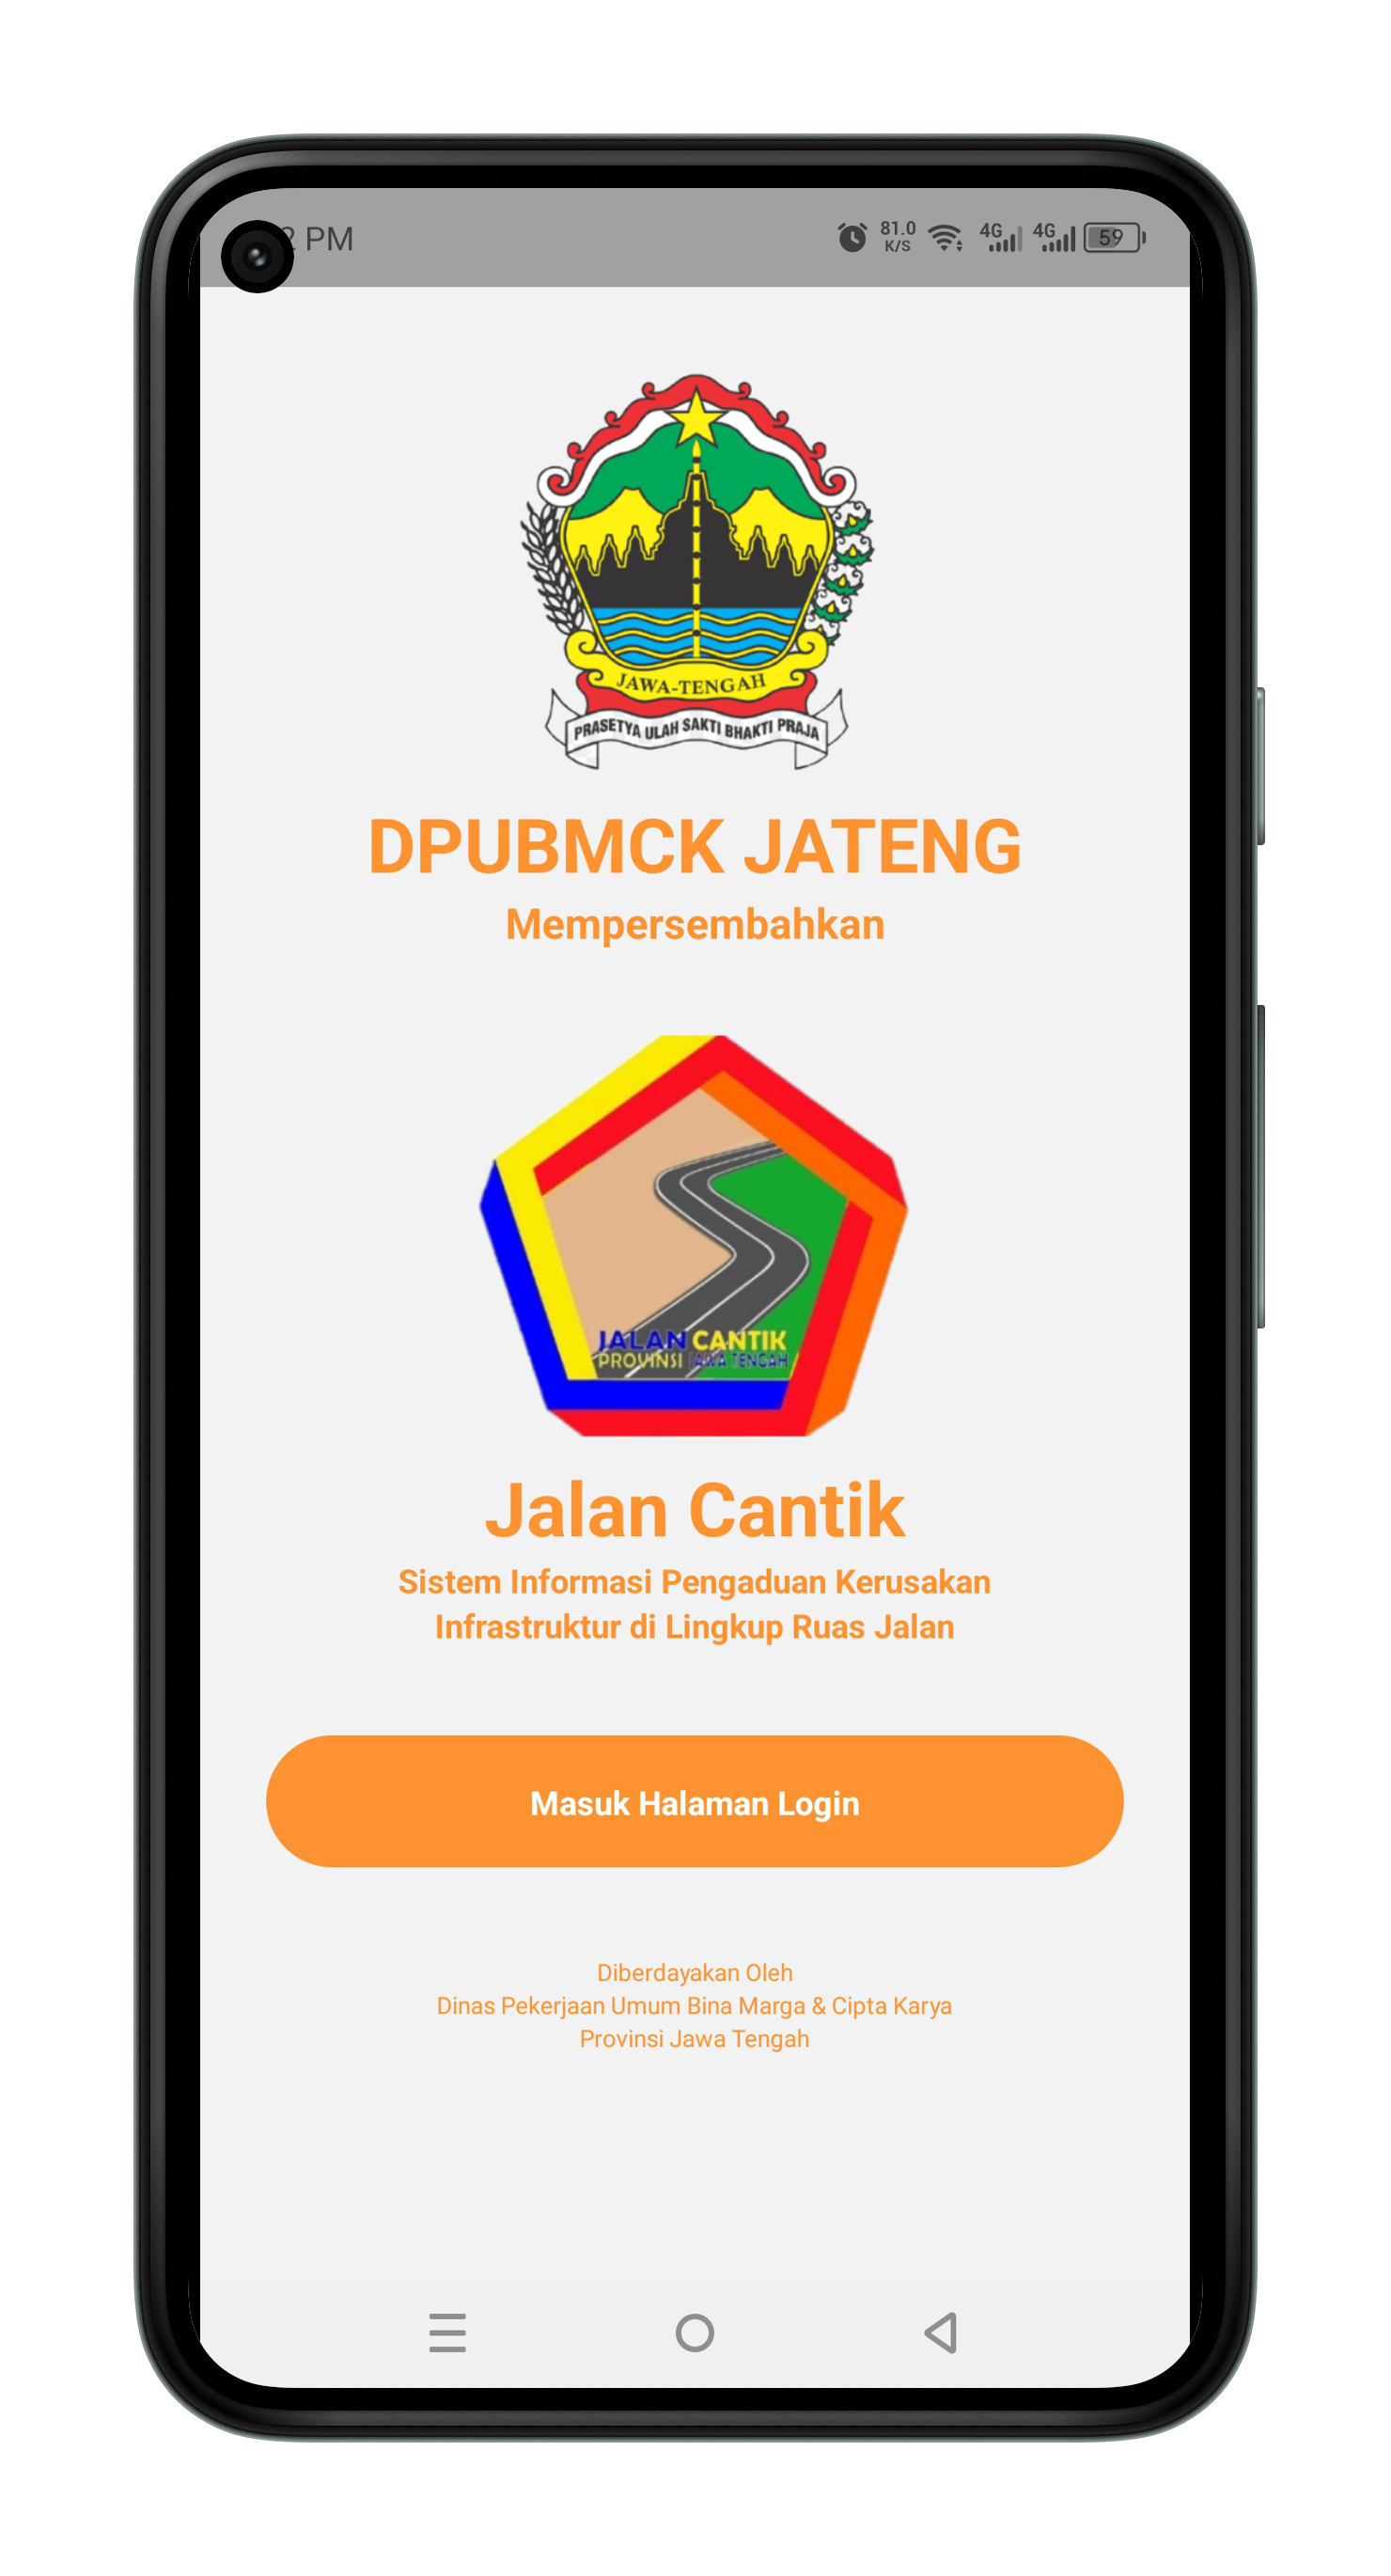 PM
81.0
K/S
4G
4G
59
JAWA-TENGAH
PRASETYA ULAH SAKTI BHAKTI PRAJA
DPUBMCK JATENG
Mempersembahkan
JALAN CANTIK
PROVINSI JAWA TENGAH
Jalan Cantik
Sistem Informasi Pengaduan Kerusakan
Infrastruktur di Lingkup Ruas Jalan
Masuk Halaman Login
Diberdayakan Oleh
Dinas Pekerjaan Umum Bina Marga & Cipta Karya
Provinsi Jawa Tengah